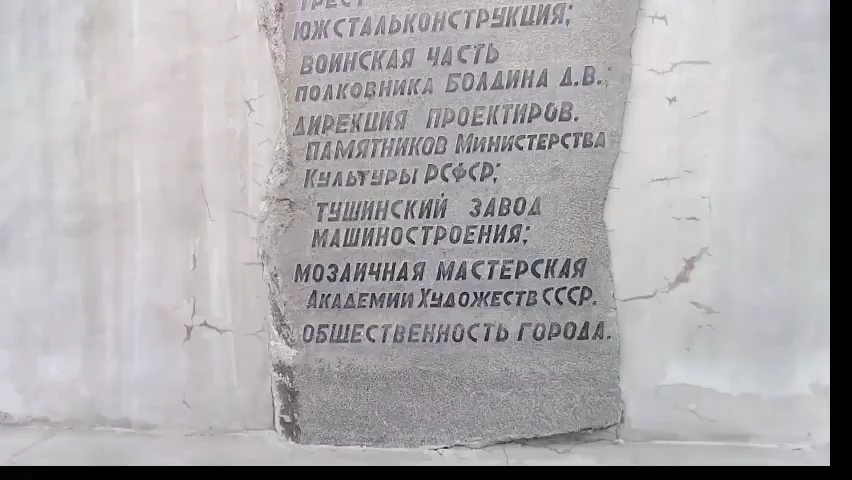 ТРЕСТ
ЮЖСТАЛЬКОНСТРУКЦИЯ;
ВОИНСКАЯ ЧАСТЬ
ПОЛКОВНИКА БОЛДИНА Д.В.;
ДИРЕКЦИЯ ПРОЕКТИРОВ.
ПАМЯТНИКОВ МИНИСТЕРСТВА
КУЛЬТУРЫ РСФСР;
ТУШИНСКИЙ ЗАВОД
МАШИНОСТРОЕНИЯ;
МОЗАИЧНАЯ МАСТЕРСКАЯ
АКАДЕМИИ ХУДОЖЕСТВ СССР.
ОБЩЕСТВЕННОСТЬ ГОРОДА.